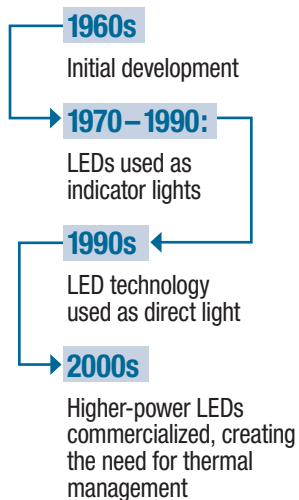 1960s
Initial development
1970–1990:
LEDs used as
indicator lights
1990s
LED technology
used as direct light
2000s
Higher-power LEDs
commercialized, creating
the need for thermal
management